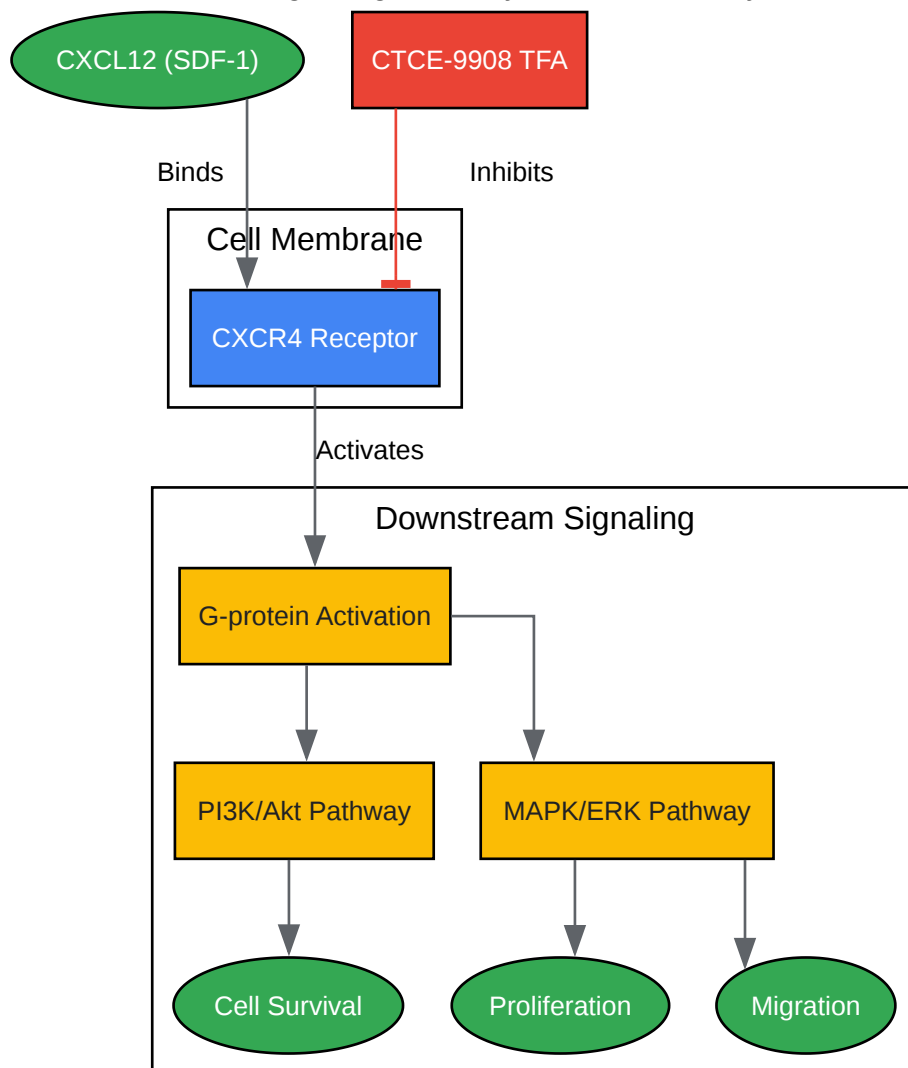 CXCL12 (SDF-1)
CTCE-9908 TFA
Binds
Inhibits
Cell Membrane
CXCR4 Receptor
Activates
Downstream Signaling
G-protein Activation
PI3K/Akt Pathway
MAPK/ERK Pathway
Cell Survival
Proliferation
Migration